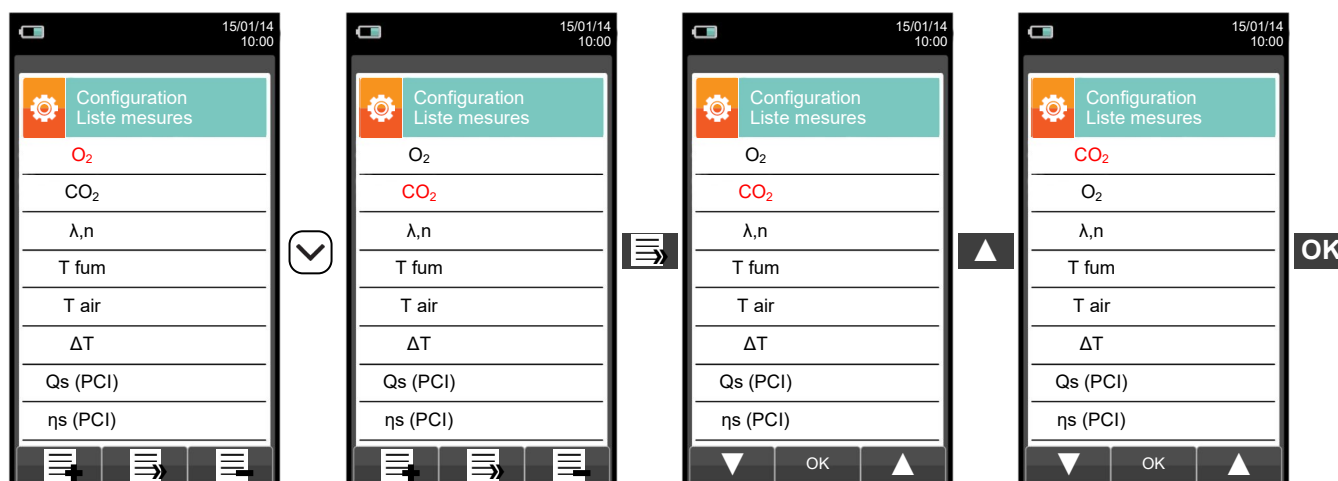 15/01/14
10:00
Configuration
Liste mesures
O₂
CO₂
λ,n
T fum
T air
ΔT
Qs (PCI)
ηs (PCI)
15/01/14
10:00
Configuration
Liste mesures
O₂
CO₂
λ,n
T fum
T air
ΔT
Qs (PCI)
ηs (PCI)
15/01/14
10:00
Configuration
Liste mesures
O₂
CO₂
λ,n
T fum
T air
ΔT
Qs (PCI)
ηs (PCI)
OK
15/01/14
10:00
Configuration
Liste mesures
CO₂
O₂
λ,n
T fum
T air
ΔT
Qs (PCI)
ηs (PCI)
OK
OK